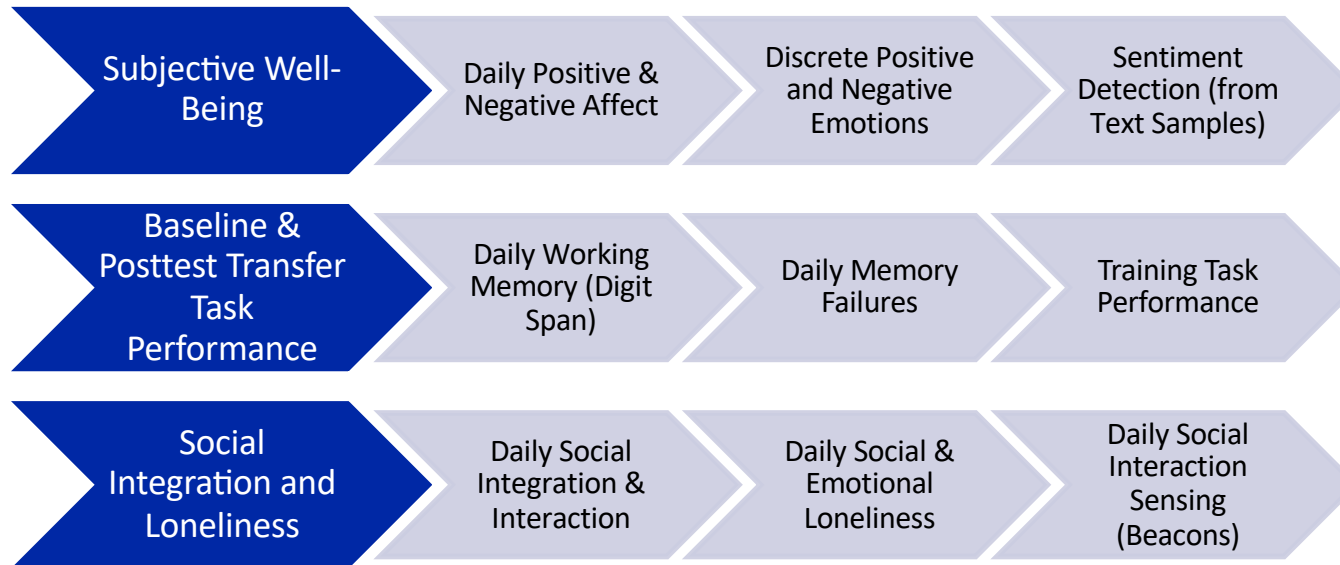 Subjective Well-
Being
Daily Positive &
Negative Affect
Discrete Positive
and Negative
Emotions
Sentiment
Detection (from
Text Samples)
Baseline &
Posttest Transfer
Task
Performance
Daily Working
Memory (Digit
Span)
Daily Memory
Failures
Training Task
Performance
Social
Integration and
Loneliness
Daily Social
Integration &
Interaction
Daily Social &
Emotional
Loneliness
Daily Social
Interaction
Sensing
(Beacons)